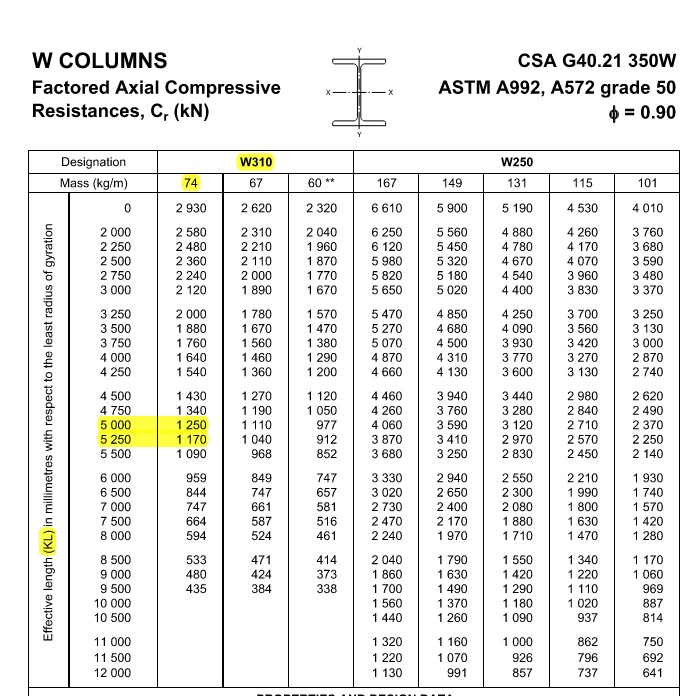 W COLUMNS
Factored Axial Compressive
Resistances, Cr (kN)
Y
X X
Y
CSA G40.21 350W
ASTM A992, A572 grade 50
ϕ = 0.90
Designation W310 W250
Mass (kg/m) 74 67 60 ** 167 149 131 115 101
Effective length (KL) in millimetres with respect to the least radius of gyration
0 2 930 2 620 2 320 6 610 5 900 5 190 4 530 4 010
2 000 2 580 2 310 2 040 6 250 5 560 4 880 4 260 3 760
2 250 2 480 2 210 1 960 6 120 5 450 4 780 4 170 3 680
2 500 2 360 2 110 1 870 5 980 5 320 4 670 4 070 3 590
2 750 2 240 2 000 1 770 5 820 5 180 4 540 3 960 3 480
3 000 2 120 1 890 1 670 5 650 5 020 4 400 3 830 3 370
3 250 2 000 1 780 1 570 5 470 4 850 4 250 3 700 3 250
3 500 1 880 1 670 1 470 5 270 4 680 4 090 3 560 3 130
3 750 1 760 1 560 1 380 5 070 4 500 3 930 3 420 3 000
4 000 1 640 1 460 1 290 4 870 4 310 3 770 3 270 2 870
4 250 1 540 1 360 1 200 4 660 4 130 3 600 3 130 2 740
4 500 1 430 1 270 1 120 4 460 3 940 3 440 2 980 2 620
4 750 1 340 1 190 1 050 4 260 3 760 3 280 2 840 2 490
5 000 1 250 1 110 977 4 060 3 590 3 120 2 710 2 370
5 250 1 170 1 040 912 3 870 3 410 2 970 2 570 2 250
5 500 1 090 968 852 3 680 3 250 2 830 2 450 2 140
6 000 959 849 747 3 330 2 940 2 550 2 210 1 930
6 500 844 747 657 3 020 2 650 2 300 1 990 1 740
7 000 747 661 581 2 730 2 400 2 080 1 800 1 570
7 500 664 587 516 2 470 2 170 1 880 1 630 1 420
8 000 594 524 461 2 240 1 970 1 710 1 470 1 280
8 500 533 471 414 2 040 1 790 1 550 1 340 1 170
9 000 480 424 373 1 860 1 630 1 420 1 220 1 060
9 500 435 384 338 1 700 1 490 1 290 1 110 969
10 000 1 560 1 370 1 180 1 020 887
10 500 1 440 1 260 1 090 937 814
11 000 1 320 1 160 1 000 862 750
11 500 1 220 1 070 926 796 692
12 000 1 130 991 857 737 641
PROPERTIES AND DESIGN DATA